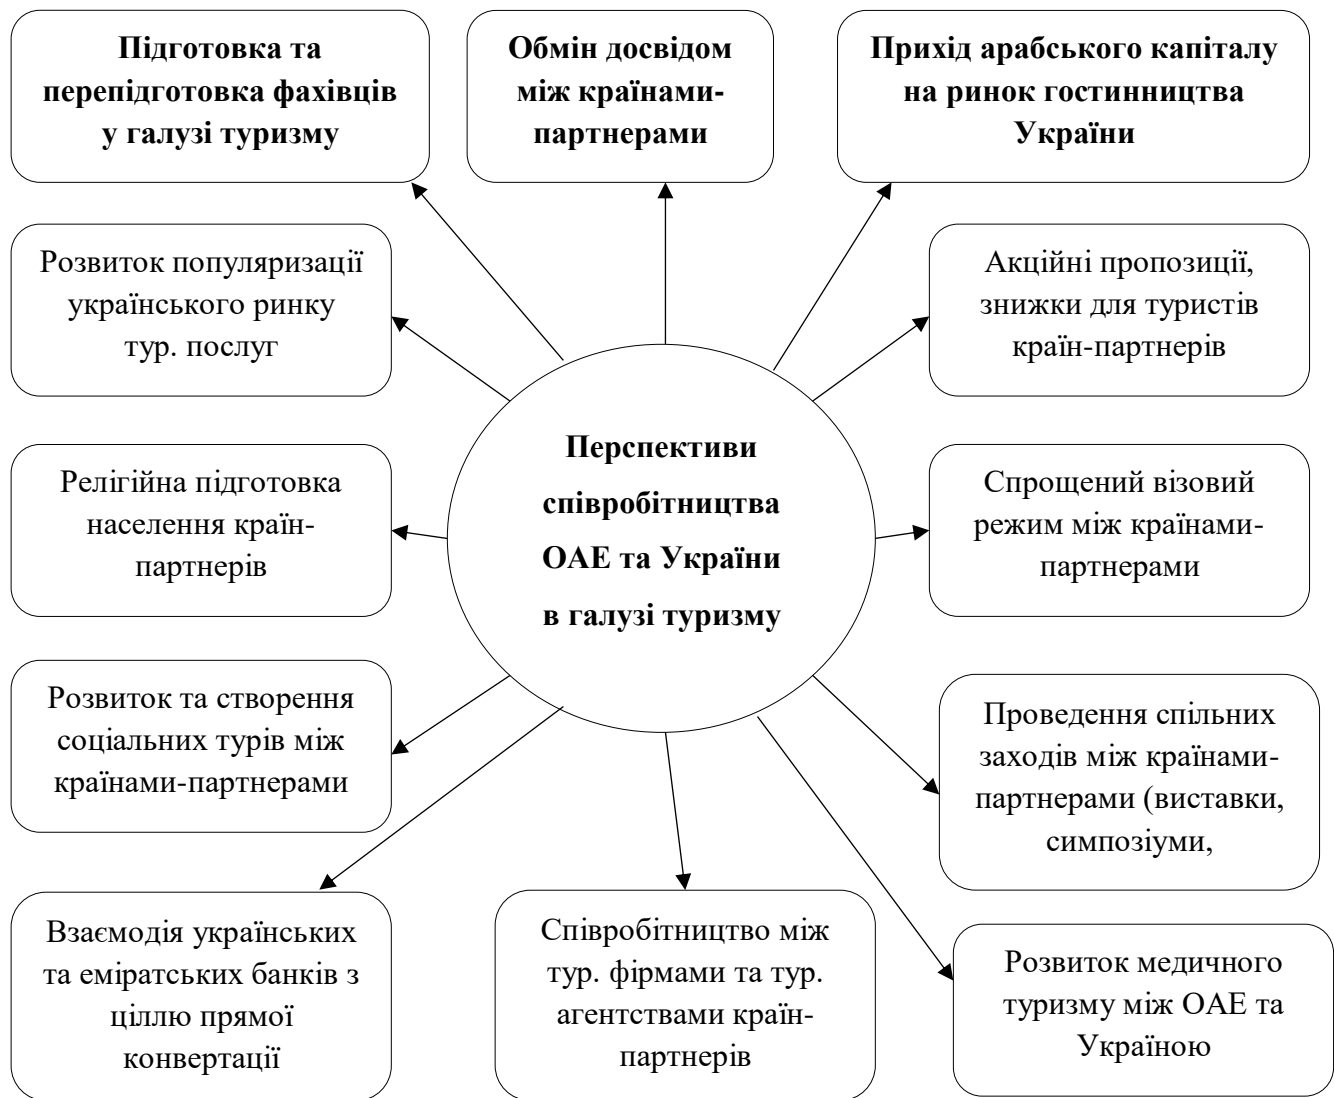 Підготовка та
перепідготовка фахівців
у галузі туризму
Обмін досвідом
між країнами-
партнерами
Прихід арабського капіталу
на ринок гостинництва
України
Розвиток популяризації
українського ринку
тур. послуг
Акційні пропозиції,
знижки для туристів
країн-партнерів
Перспективи
співробітництва
ОАЕ та України
в галузі туризму
Релігійна підготовка
населення країн-
партнерів
Спрощений візовий
режим між країнами-
партнерами
Розвиток та створення
соціальних турів між
країнами-партнерами
Проведення спільних
заходів між країнами-
партнерами (виставки,
симпозіуми,
Взаємодія українських
та еміратських банків з
ціллю прямої
конвертації
Співробітництво між
тур. фірмами та тур.
агентствами країн-
партнерів
Розвиток медичного
туризму між ОАЕ та
Україною